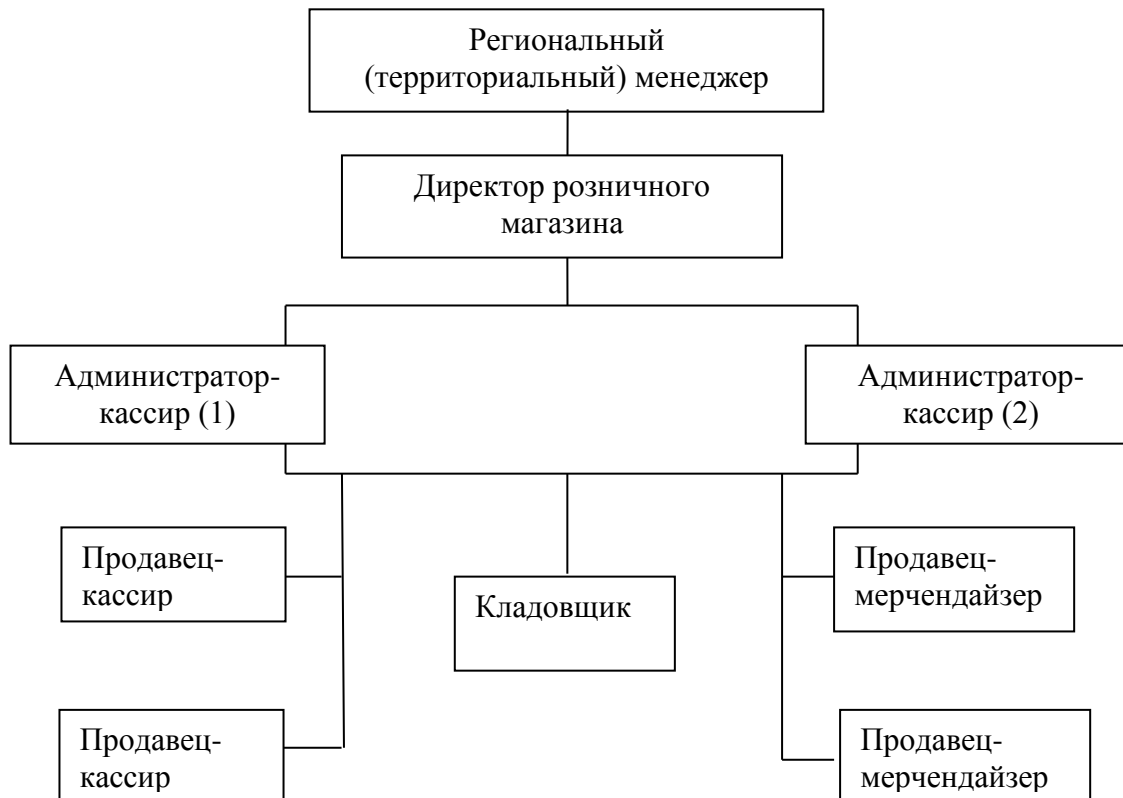 Региональный
(территориальный) менеджер
Директор розничного
магазина
Администратор-
кассир (1)
Администратор-
кассир (2)
Продавец-
кассир
Кладовщик
Продавец-
мерчендайзер
Продавец-
кассир
Продавец-
мерчендайзер